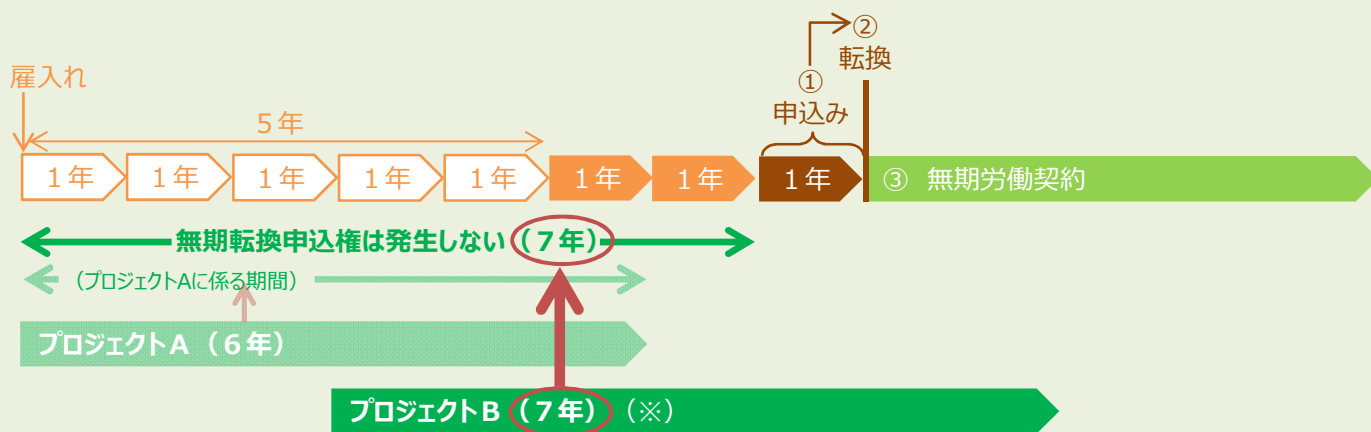 ②
転換
①
申込み
雇入れ
５年
１年
１年
１年
１年
１年
１年
１年
１年
③ 無期労働契約
無期転換申込権は発生しない（７年）
（プロジェクトAに係る期間）
プロジェクトA（６年）
プロジェクトB（７年）（※）